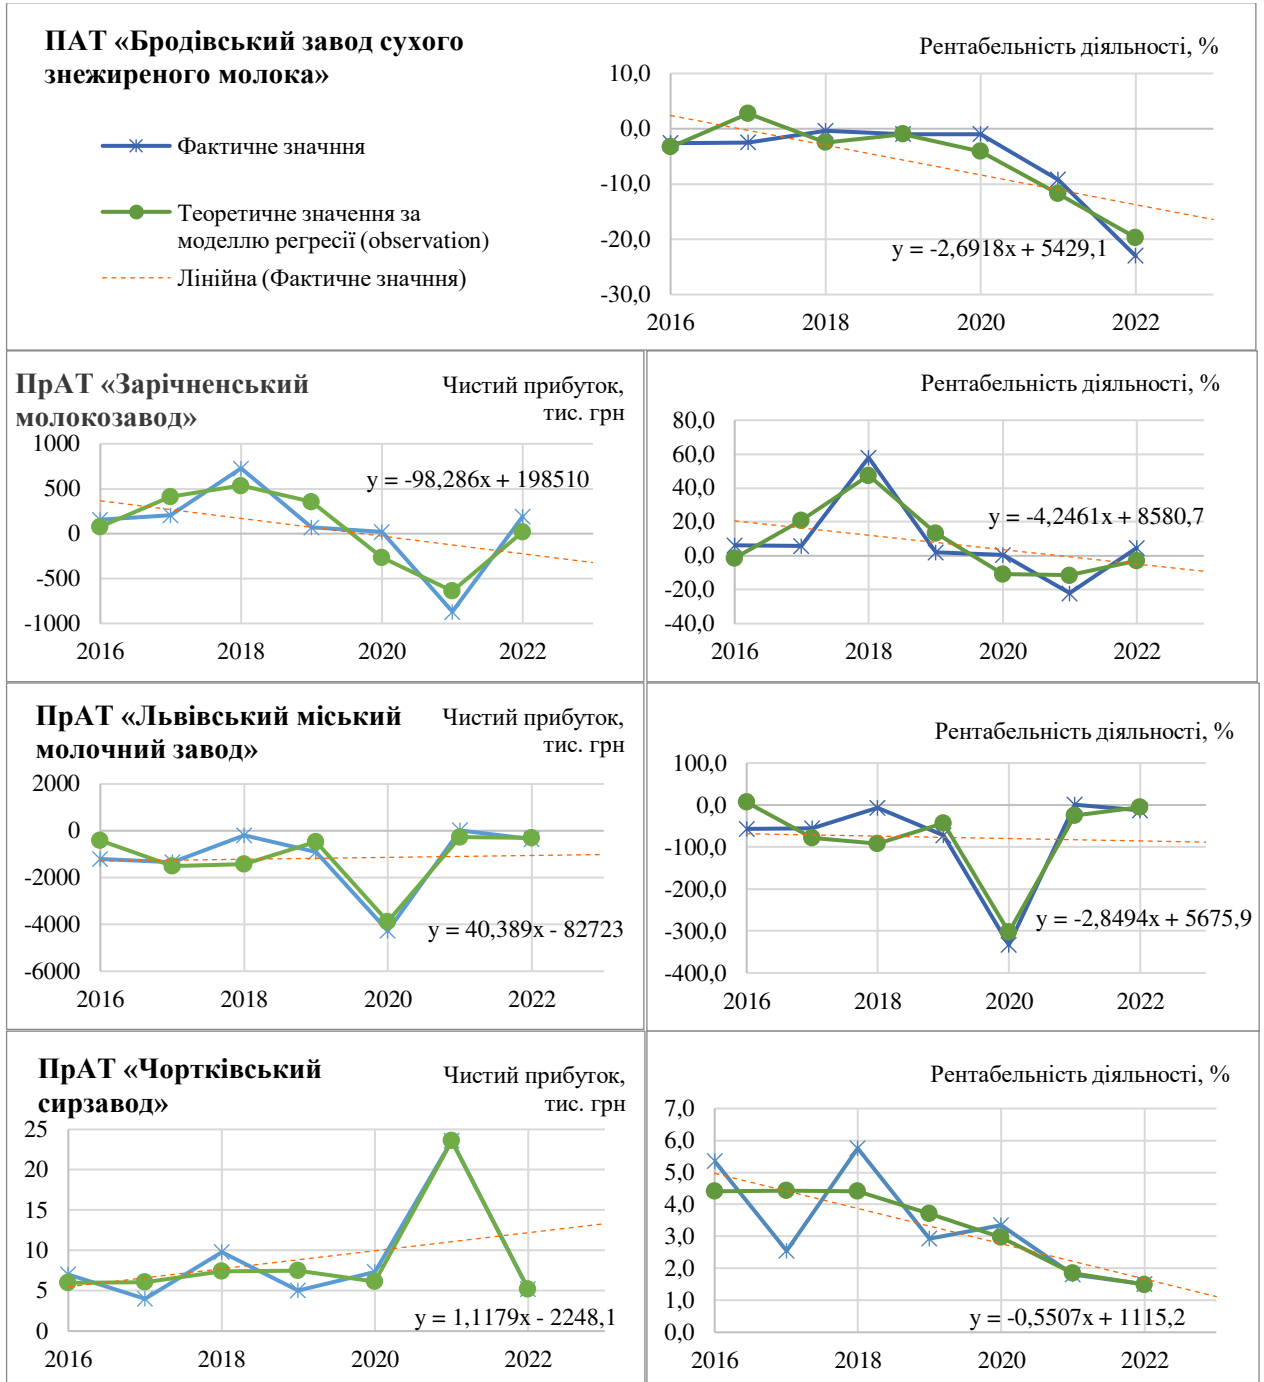 ПАТ «Бродівський завод сухого
знежиреного молока»
Фактичне значння
Теоретичне значення за
моделлю регресії (observation)
Лінійна (Фактичне значння)
Рентабельність діяльності, %
10,0
0,0
-10,0
-20,0
-30,0
y = -2,6918x + 5429,1
2016 2018 2020 2022
ПрАТ «Зарічненський
молокозавод»
Чистий прибуток,
тис. грн
1000
500
0
-500
-1000
y = -98,286x + 198510
2016 2018 2020 2022
Рентабельність діяльності, %
80,0
60,0
40,0
20,0
0,0
-20,0
-40,0
y = -4,2461x + 8580,7
2016 2018 2020 2022
ПрАТ «Львівський міський
молочний завод»
Чистий прибуток,
тис. грн
2000
0
-2000
-4000
-6000
y = 40,389x - 82723
2016 2018 2020 2022
Рентабельність діяльності, %
100,0
0,0
-100,0
-200,0
-300,0
-400,0
y = -2,8494x + 5675,9
2016 2018 2020 2022
ПрАТ «Чортківський
сирзавод»
Чистий прибуток,
тис. грн
25
20
15
10
5
0
y = 1,1179x - 2248,1
2016 2018 2020 2022
Рентабельність діяльності, %
7,0
6,0
5,0
4,0
3,0
2,0
1,0
0,0
y = -0,5507x + 1115,2
2016 2018 2020 2022